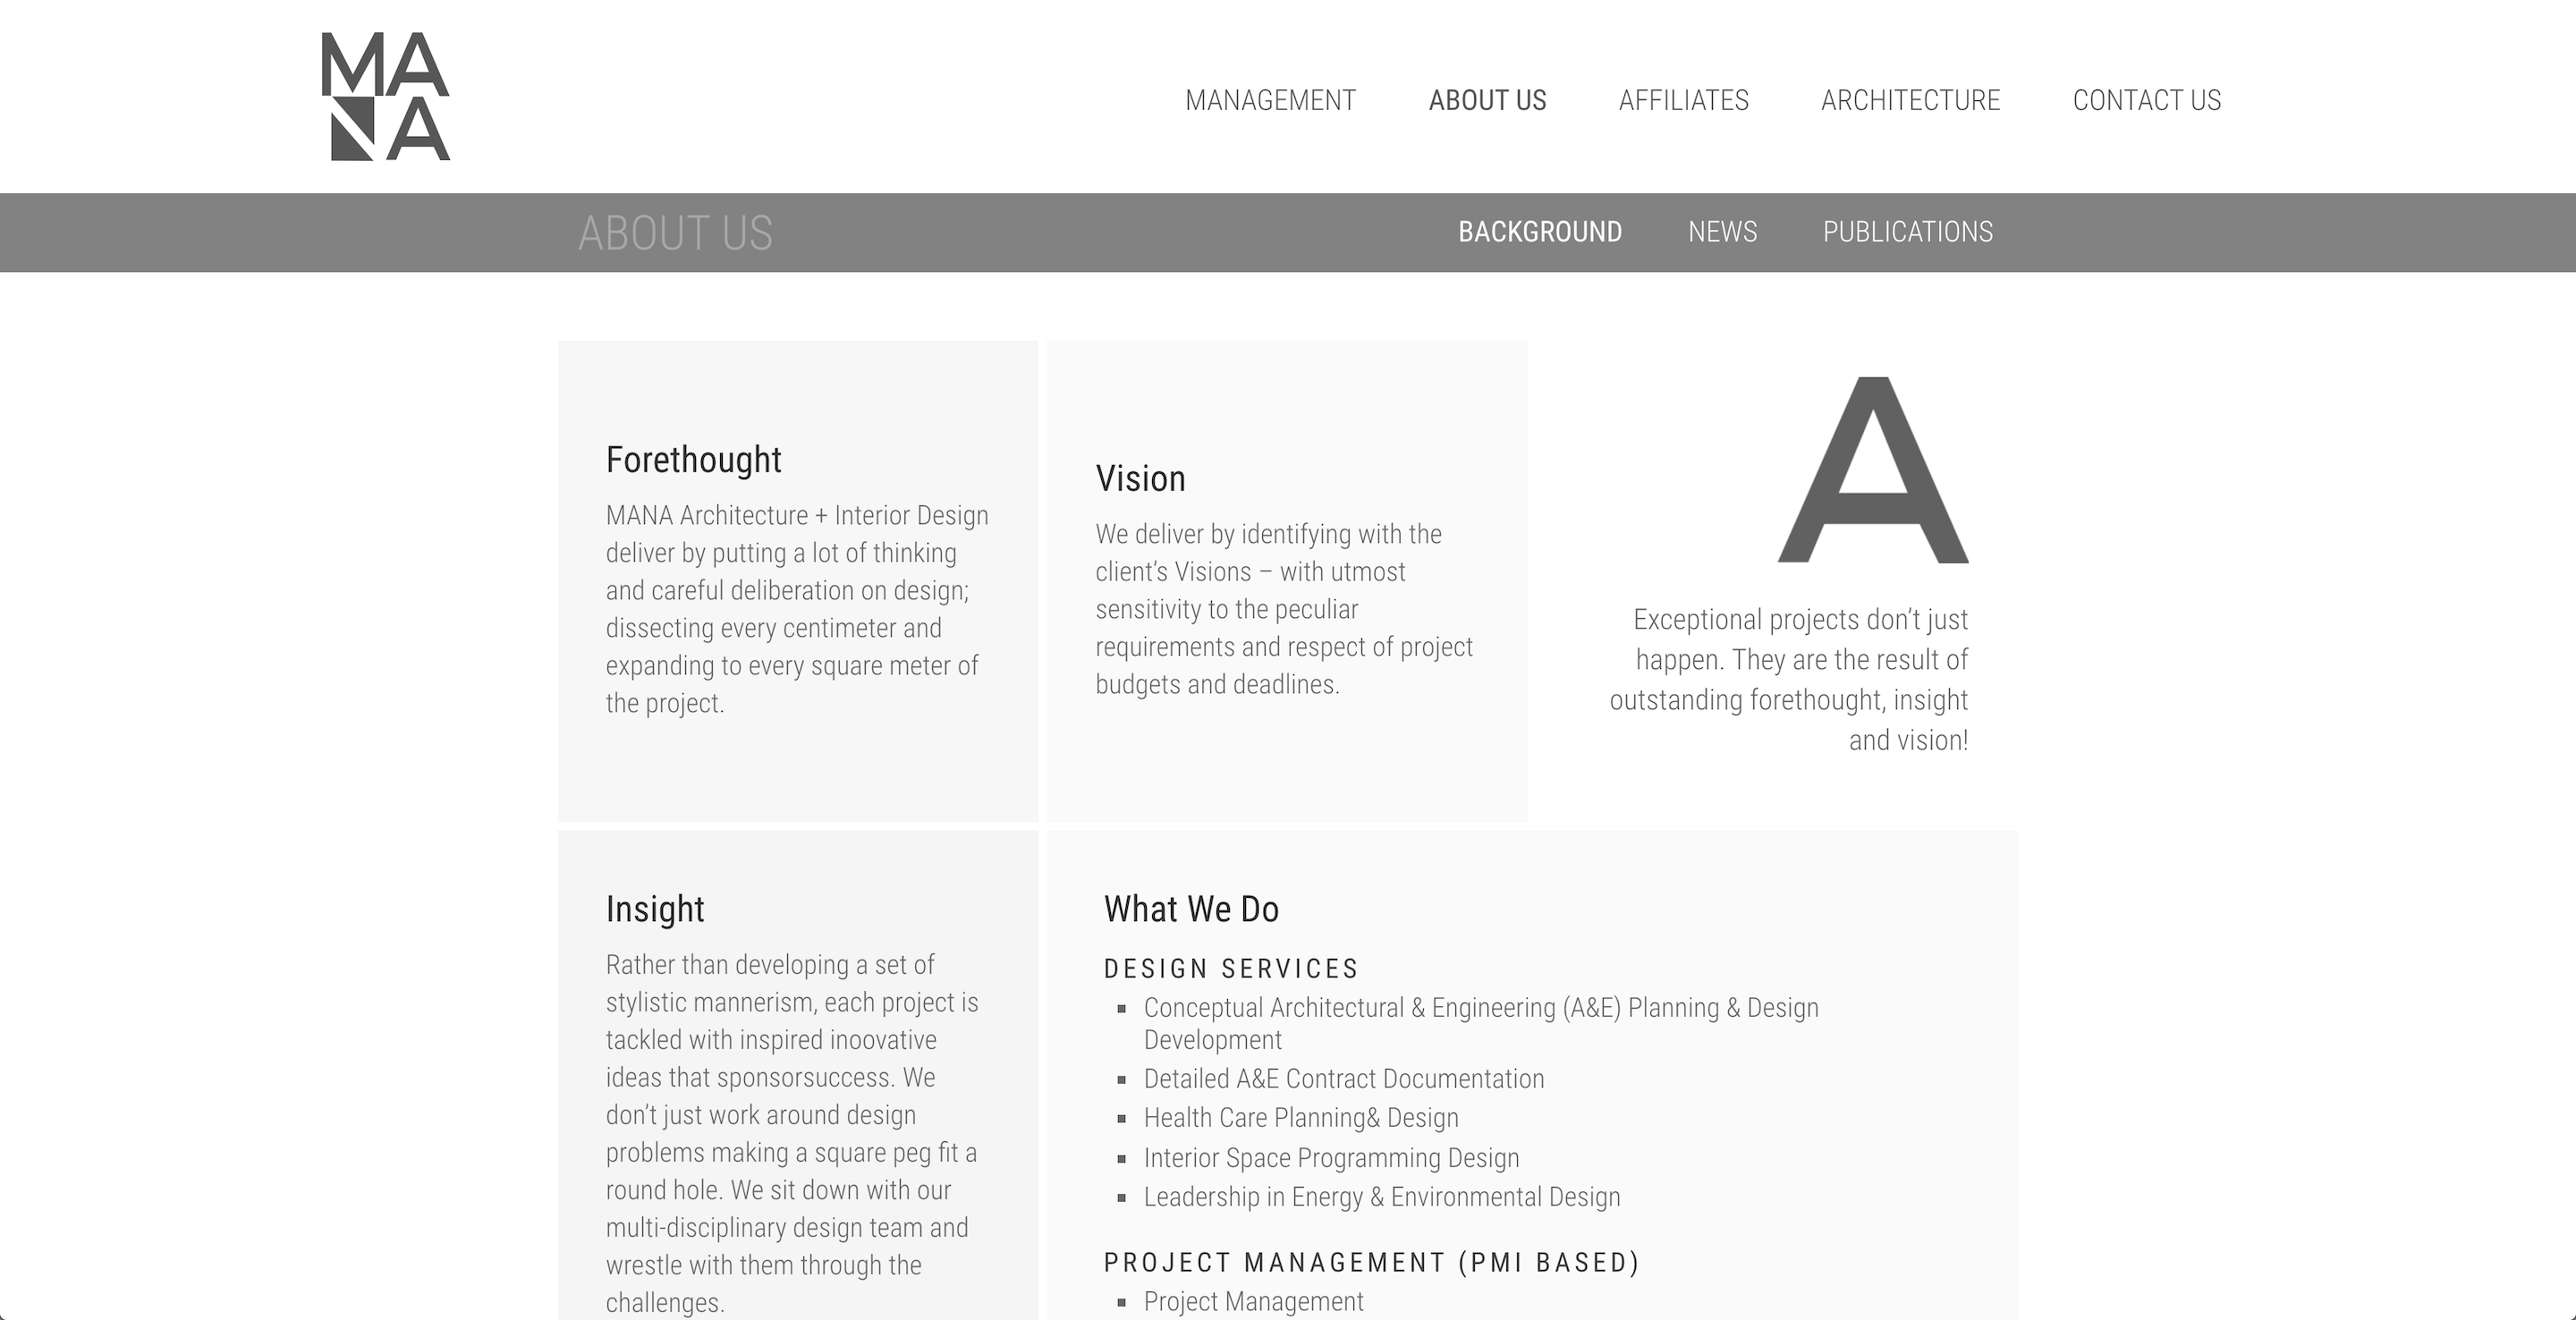 MA
NA
MANAGEMENT ABOUT US AFFILIATES ARCHITECTURE CONTACT US
ABOUT US
BACKGROUND NEWS PUBLICATIONS
Forethought
MANA Architecture + Interior Design
deliver by putting a lot of thinking
and careful deliberation on design;
dissecting every centimeter and
expanding to every square meter of
the project.
Vision
We deliver by identifying with the
client’s Visions – with utmost
sensitivity to the peculiar
requirements and respect of project
budgets and deadlines.
A
Exceptional projects don’t just
happen. They are the result of
outstanding forethought, insight
and vision!
Insight
Rather than developing a set of
stylistic mannerism, each project is
tackled with inspired inoovative
ideas that sponsorsuccess. We
don’t just work around design
problems making a square peg fit a
round hole. We sit down with our
multi-disciplinary design team and
wrestle with them through the
challenges.
What We Do
DESIGN SERVICES
▪ Conceptual Architectural & Engineering (A&E) Planning & Design
Development
▪ Detailed A&E Contract Documentation
▪ Health Care Planning& Design
▪ Interior Space Programming Design
▪ Leadership in Energy & Environmental Design
PROJECT MANAGEMENT (PMI BASED)
▪ Project Management